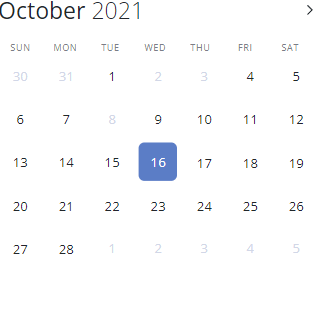 October 2021
SUN MON TUE WED THU FRI SAT
30 31 1 2 3 4 5
6 7 8 9 10 11 12
13 14 15 16 17 18 19
20 21 22 23 24 25 26
27 28 1 2 3 4 5